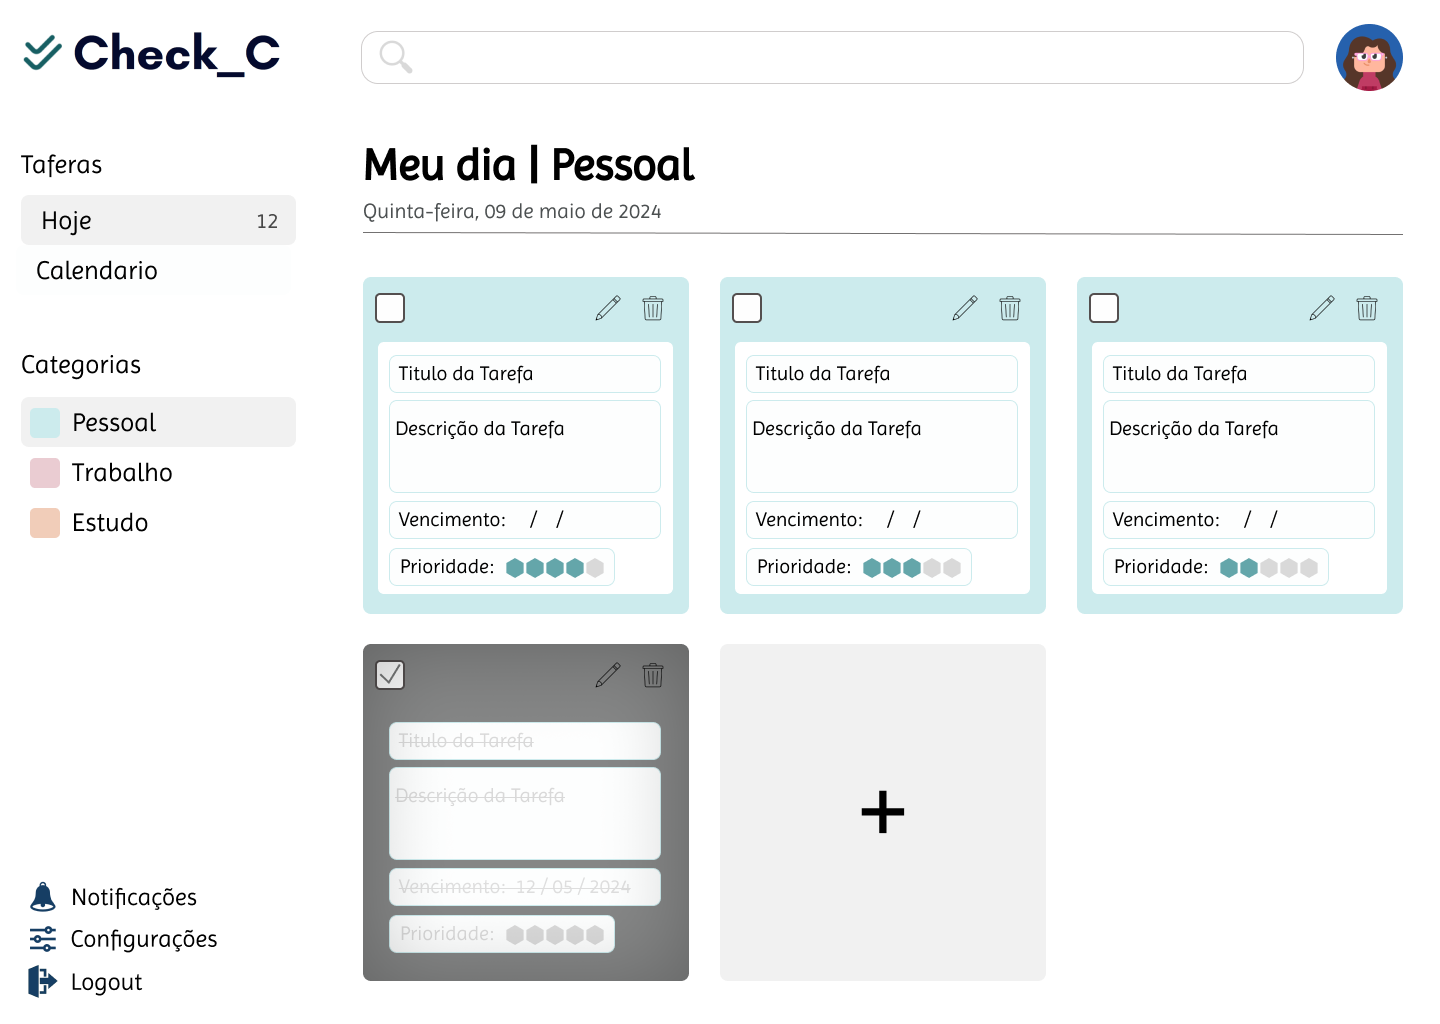 Check_C
Taferas
Hoje 12
Calendario
Categorias
Pessoal
Trabalho
Estudo
Notificações
Configurações
Logout
Meu dia | Pessoal
Quinta-feira, 09 de maio de 2024
Titulo da Tarefa
Descrição da Tarefa
Vencimento: / /
Prioridade:
Titulo da Tarefa
Descrição da Tarefa
Vencimento: / /
Prioridade:
Titulo da Tarefa
Descrição da Tarefa
Vencimento: / /
Prioridade:
Titulo da Tarefa
Descrição da Tarefa
Vencimento: 12 / 05 / 2024
Prioridade:
+